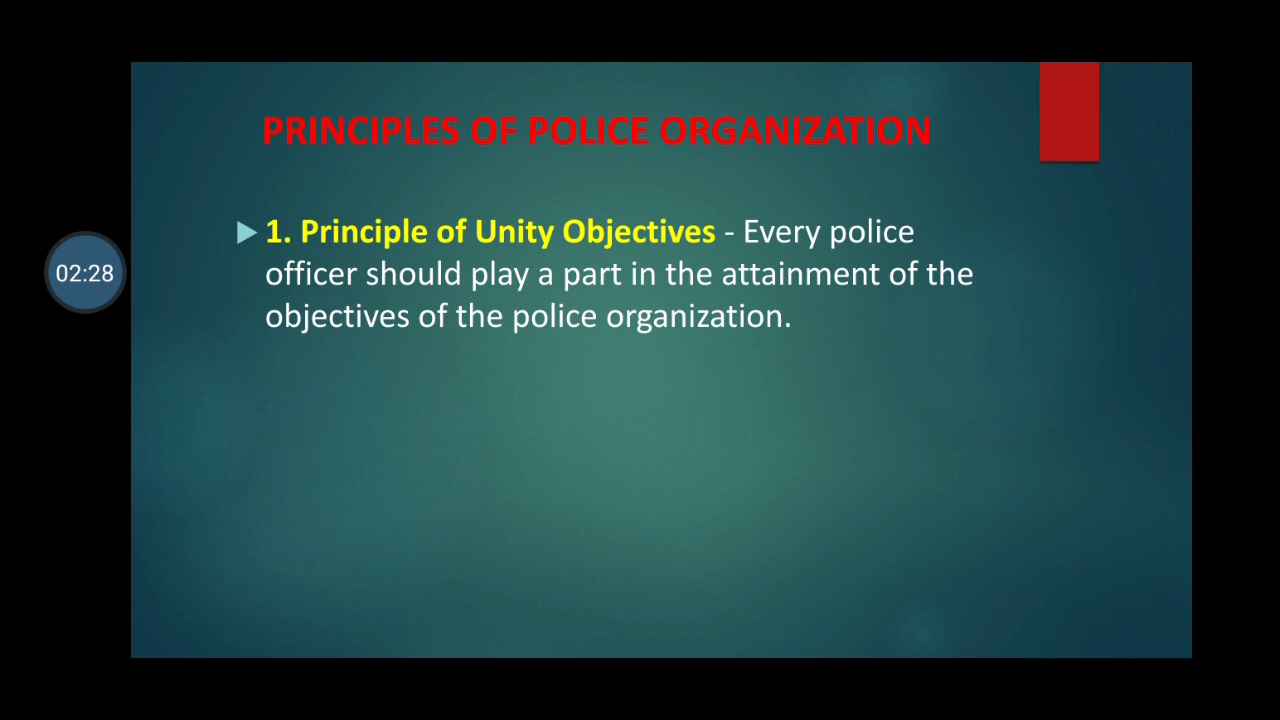 PRINCIPLES OF POLICE ORGANIZATION
1. Principle of Unity Objectives - Every police
officer should play a part in the attainment of the
objectives of the police organization.
02:28